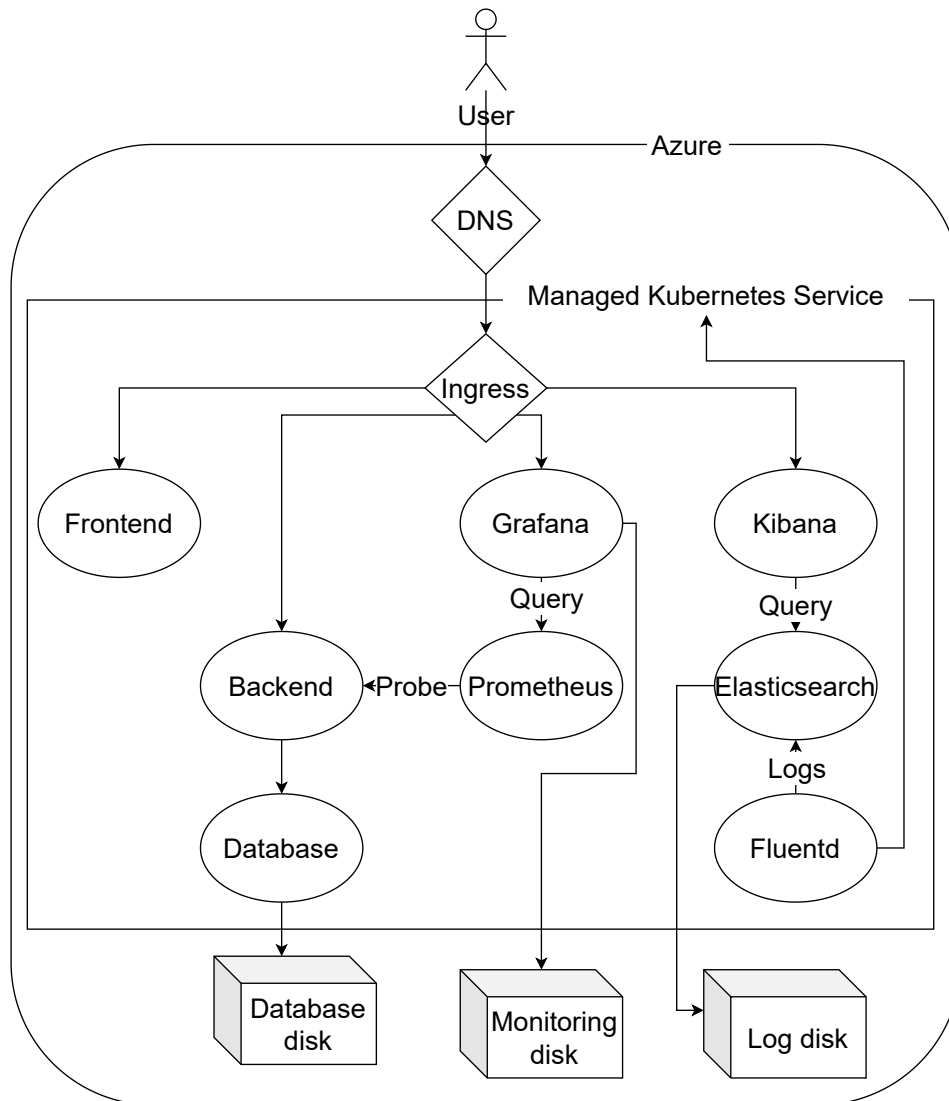 User
Azure
DNS
Managed Kubernetes Service
Ingress
Frontend
Grafana
Kibana
Query
Query
Backend
Probe
Prometheus
Elasticsearch
Logs
Database
Fluentd
Database
disk
Monitoring
disk
Log disk